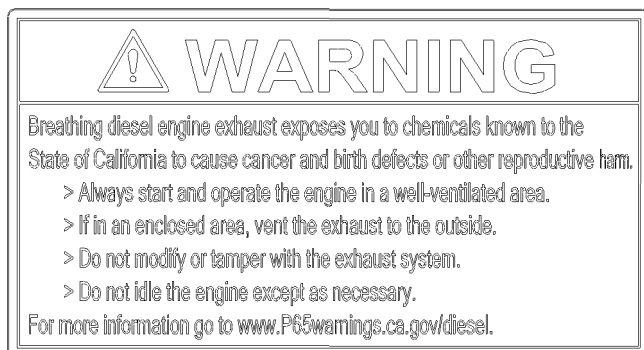 WARNING
Breathing diesel engine exhaust exposes you to chemicals known to the
State of California to cause cancer and birth defects or other reproductive harm.
> Always start and operate the engine in a well-ventilated area.
> If in an enclosed area, vent the exhaust to the outside.
> Do not modify or tamper with the exhaust system.
> Do not idle the engine except as necessary.
For more information go to www.P65warnings.ca.gov/diesel.